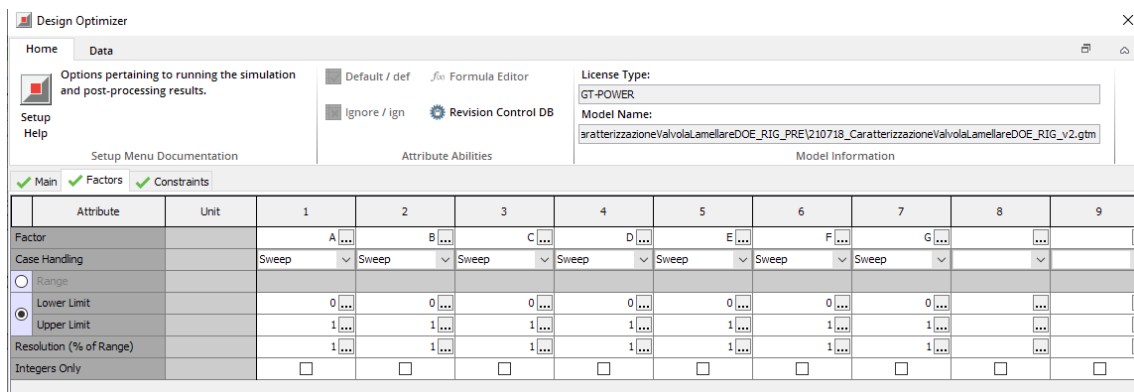 Design Optimizer
Home Data
Options pertaining to running the simulation
and post-processing results.
Setup
Help
Setup Menu Documentation
Default / def
Formula Editor
Ignore / ign
Revision Control DB
Attribute Abilities
License Type:
GT-POWER
Model Name:
aratterizzazioneValvolaLamellareDOE_RIG_PRE\210718_CaratterizzazioneValvolaLamellareDOE_RIG_v2.gtm
Model Information
Main Factors Constraints
Attribute Unit 1 2 3 4 5 6 7 8 9
Factor A ... B ... C ... D ... E ... F ... G ... ...
Case Handling Sweep Sweep Sweep Sweep Sweep Sweep Sweep
Range
Lower Limit 0 ... 0 ... 0 ... 0 ... 0 ... 0 ... 0 ... ...
Upper Limit 1 ... 1 ... 1 ... 1 ... 1 ... 1 ... 1 ... ...
Resolution (% of Range) 1 ... 1 ... 1 ... 1 ... 1 ... 1 ... 1 ... ...
Integers Only